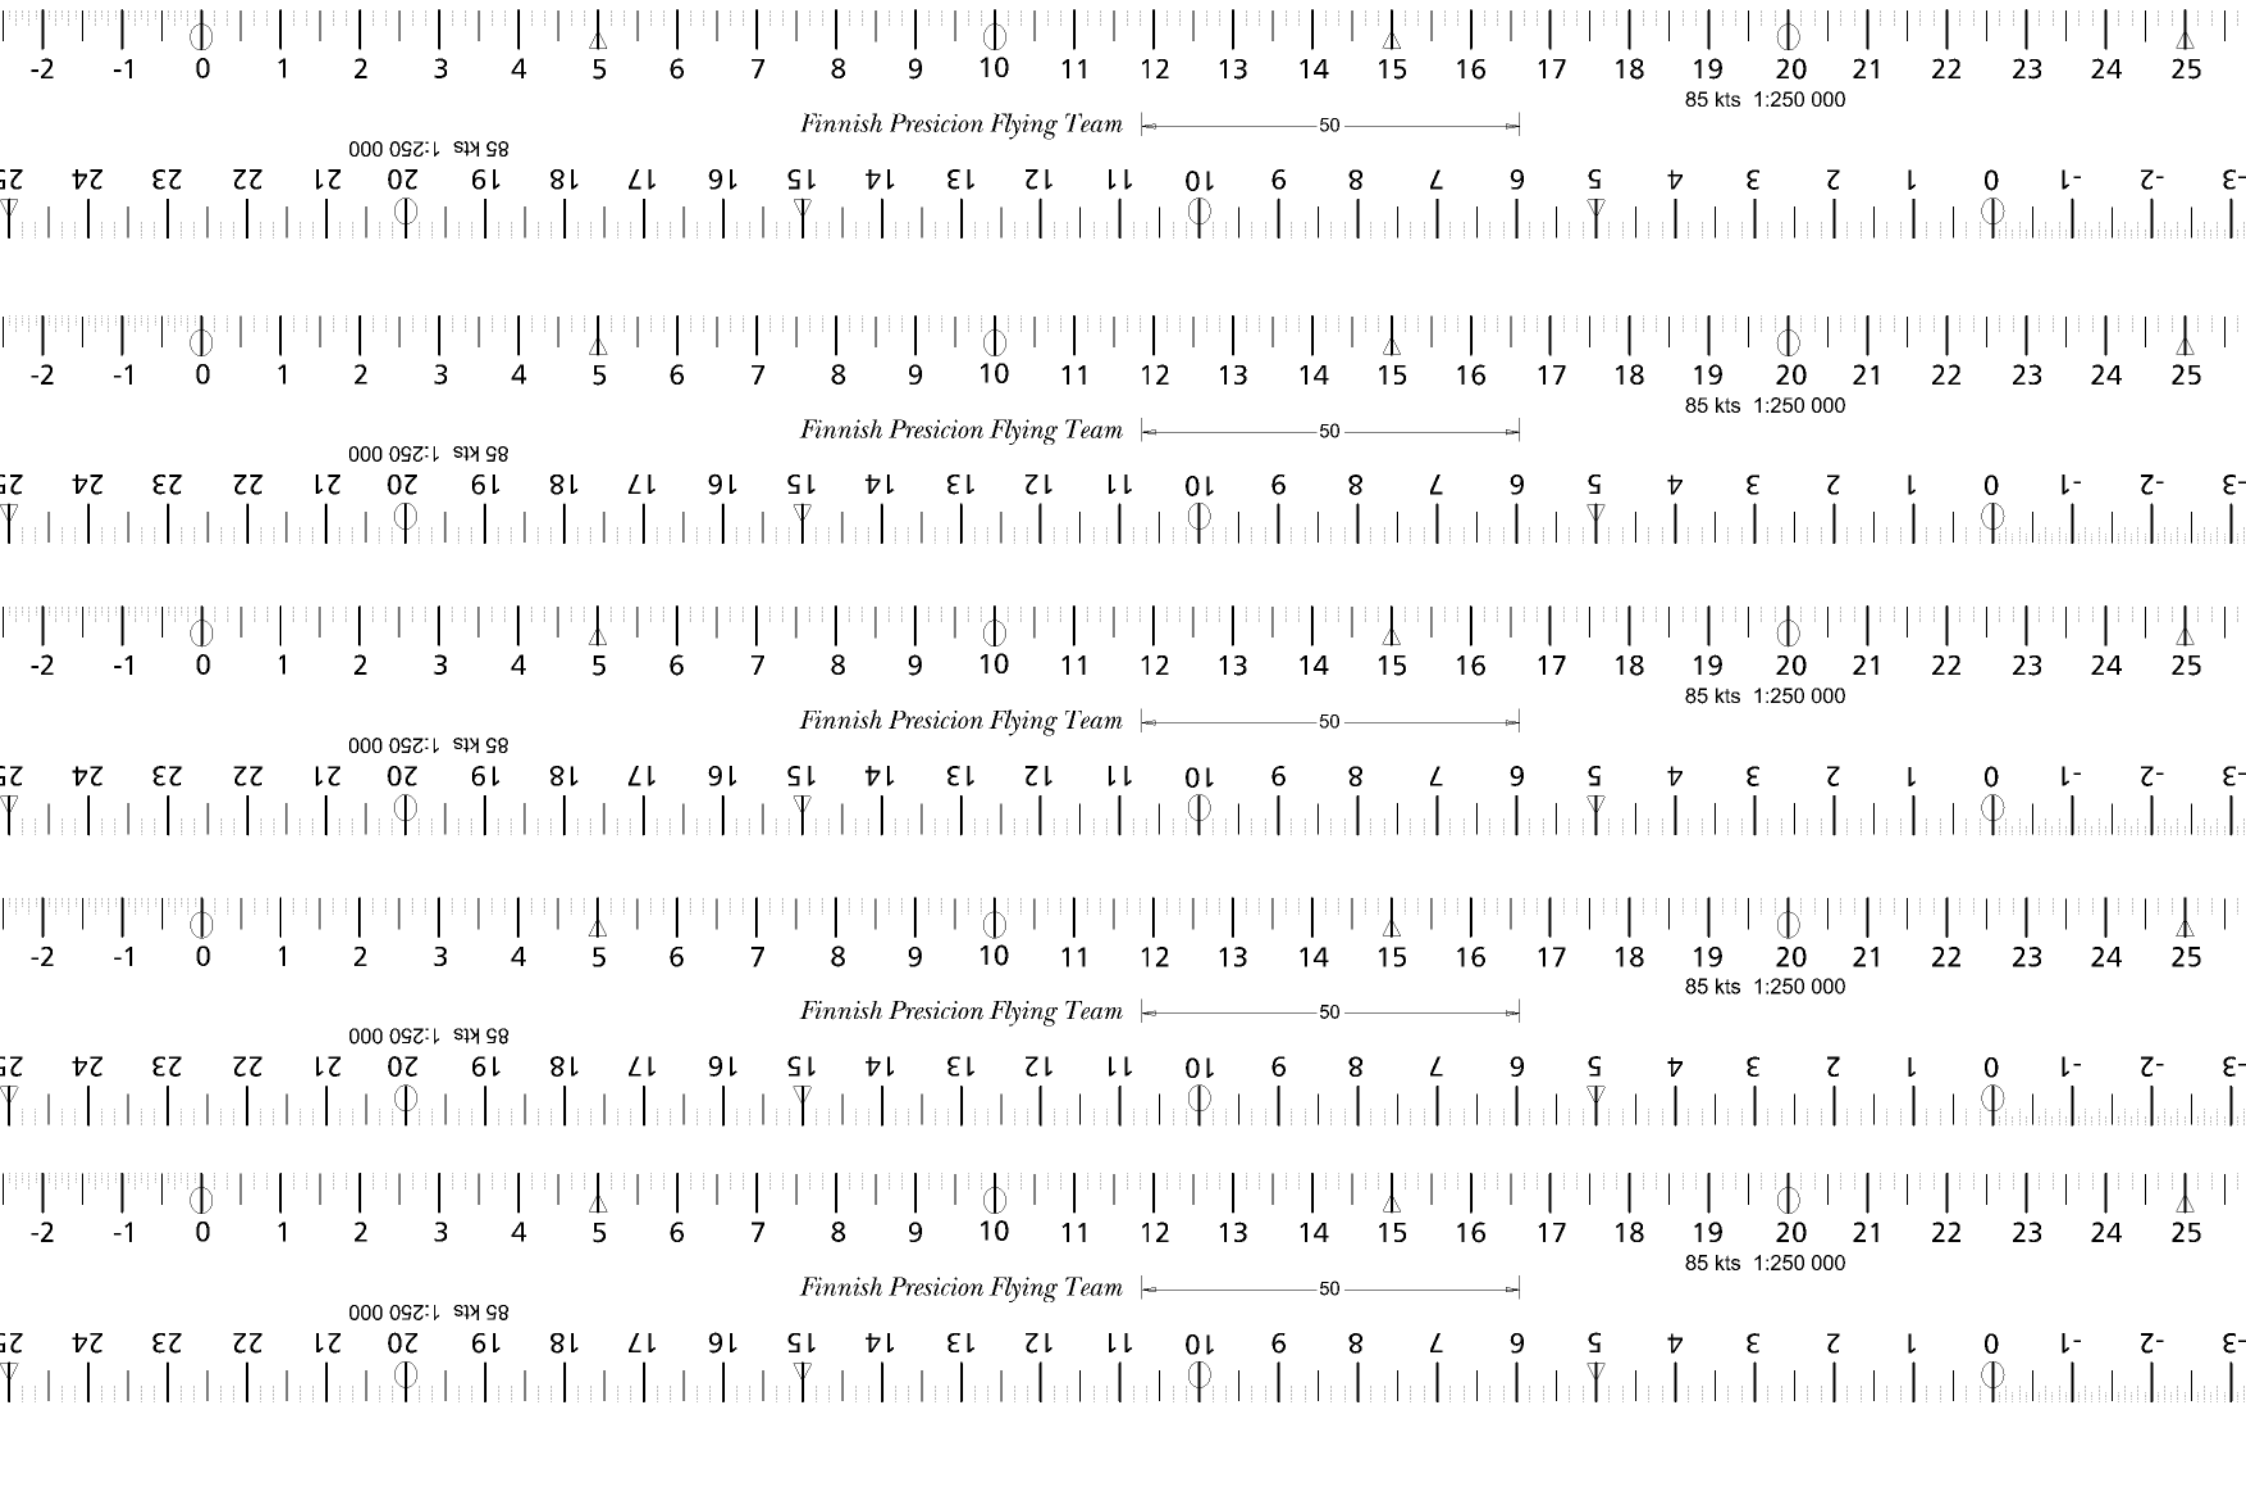 -2 -1 0 1 2 3 4 5 6 7 8 9 10 11 12 13 14 15 16 17 18 19 20 21 22 23 24 25
85 kts 1:250 000
Finnish Presicion Flying Team 50
85 kts 1:250 000
25 24 23 22 21 20 19 18 17 16 15 14 13 12 11 10 9 8 7 6 5 4 3 2 1 0 -1 -2 -3
-2 -1 0 1 2 3 4 5 6 7 8 9 10 11 12 13 14 15 16 17 18 19 20 21 22 23 24 25
85 kts 1:250 000
Finnish Presicion Flying Team 50
85 kts 1:250 000
25 24 23 22 21 20 19 18 17 16 15 14 13 12 11 10 9 8 7 6 5 4 3 2 1 0 -1 -2 -3
-2 -1 0 1 2 3 4 5 6 7 8 9 10 11 12 13 14 15 16 17 18 19 20 21 22 23 24 25
85 kts 1:250 000
Finnish Presicion Flying Team 50
85 kts 1:250 000
25 24 23 22 21 20 19 18 17 16 15 14 13 12 11 10 9 8 7 6 5 4 3 2 1 0 -1 -2 -3
-2 -1 0 1 2 3 4 5 6 7 8 9 10 11 12 13 14 15 16 17 18 19 20 21 22 23 24 25
85 kts 1:250 000
Finnish Presicion Flying Team 50
85 kts 1:250 000
25 24 23 22 21 20 19 18 17 16 15 14 13 12 11 10 9 8 7 6 5 4 3 2 1 0 -1 -2 -3
-2 -1 0 1 2 3 4 5 6 7 8 9 10 11 12 13 14 15 16 17 18 19 20 21 22 23 24 25
85 kts 1:250 000
Finnish Presicion Flying Team 50
85 kts 1:250 000
25 24 23 22 21 20 19 18 17 16 15 14 13 12 11 10 9 8 7 6 5 4 3 2 1 0 -1 -2 -3